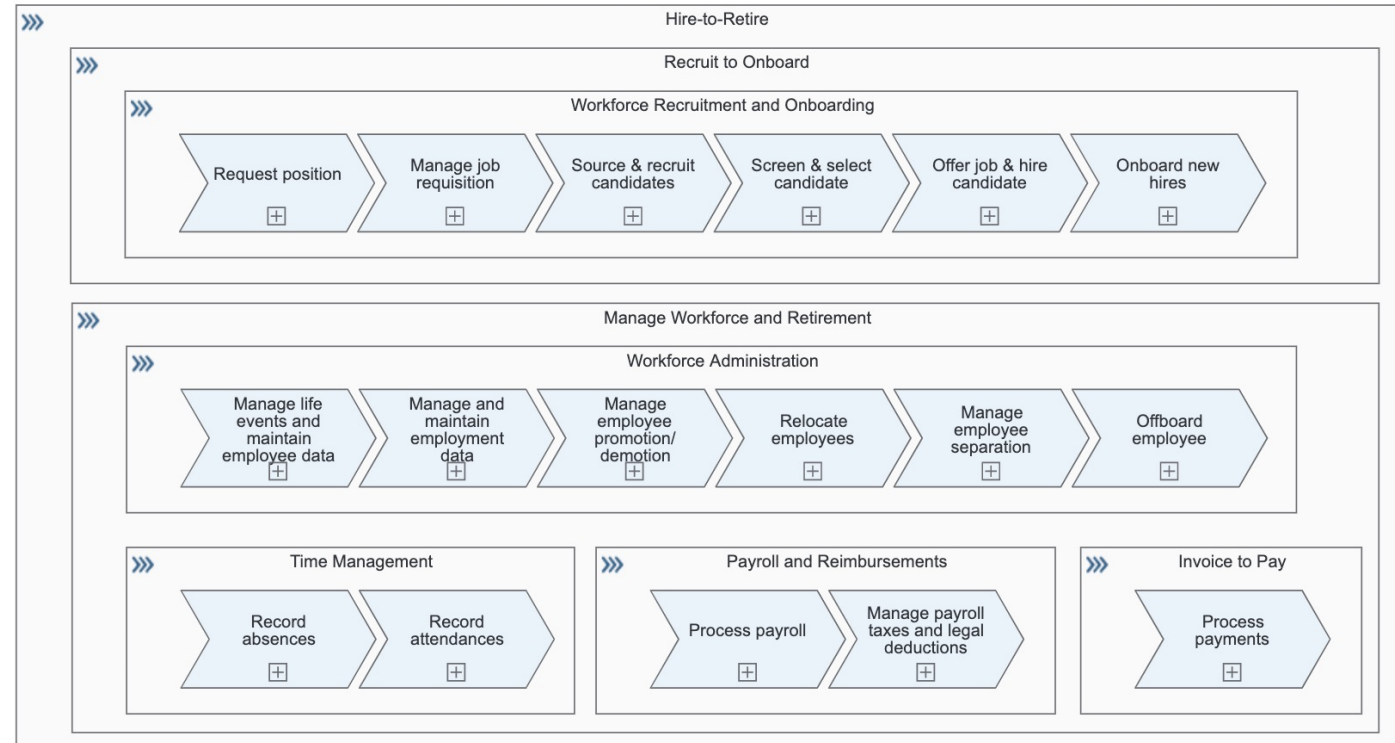 Hire-to-Retire
Recruit to Onboard
Workforce Recruitment and Onboarding
Request position
Manage job
requisition
Source & recruit
candidates
Screen & select
candidate
Offer job & hire
candidate
Onboard new
hires
Manage Workforce and Retirement
Workforce Administration
Manage life
events and
maintain
employee data
Manage and
maintain
employment
data
Manage
employee
promotion/
demotion
Relocate
employees
Manage
employee
separation
Offboard
employee
Time Management
Record
absences
Record
attendances
Payroll and Reimbursements
Process payroll
Manage payroll
taxes and legal
deductions
Invoice to Pay
Process
payments